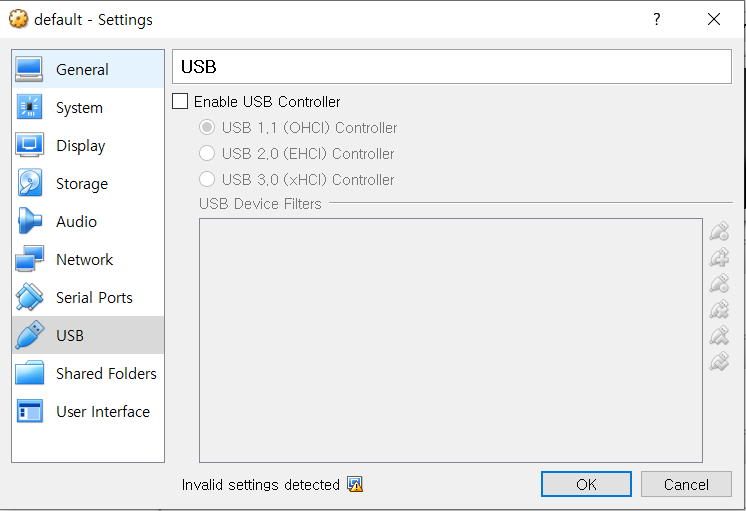 default - Settings
?
General
System
Display
Storage
Audio
Network
Serial Ports
USB
Shared Folders
User Interface
USB
Enable USB Controller
USB 1,1 (OHCI) Controller
USB 2,0 (EHCI) Controller
USB 3,0 (xHCI) Controller
USB Device Filters
Invalid settings detected
OK
Cancel